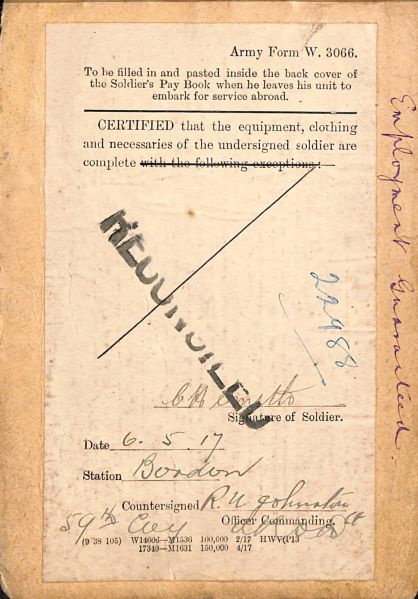 Army Form W. 3066.
To be filled in and pasted inside the back cover of
the Soldier's Pay Book when he leaves his unit to
embark for service abroad.
CERTIFIED that the equipment, clothing
and necessaries of the undersigned soldier are
complete with the following exceptions:—
RECONCILED
22988
C H
Signature of Soldier.
Date 6. 5. 17
Station Bordon
Countersigned R. N Johnston
Officer Commanding.
59th Coy
(9 38 105) W14606—M1536 100,000 2/17 HWV(P13
17349—M1631 150,000 4/17
Employment Guaranteed.